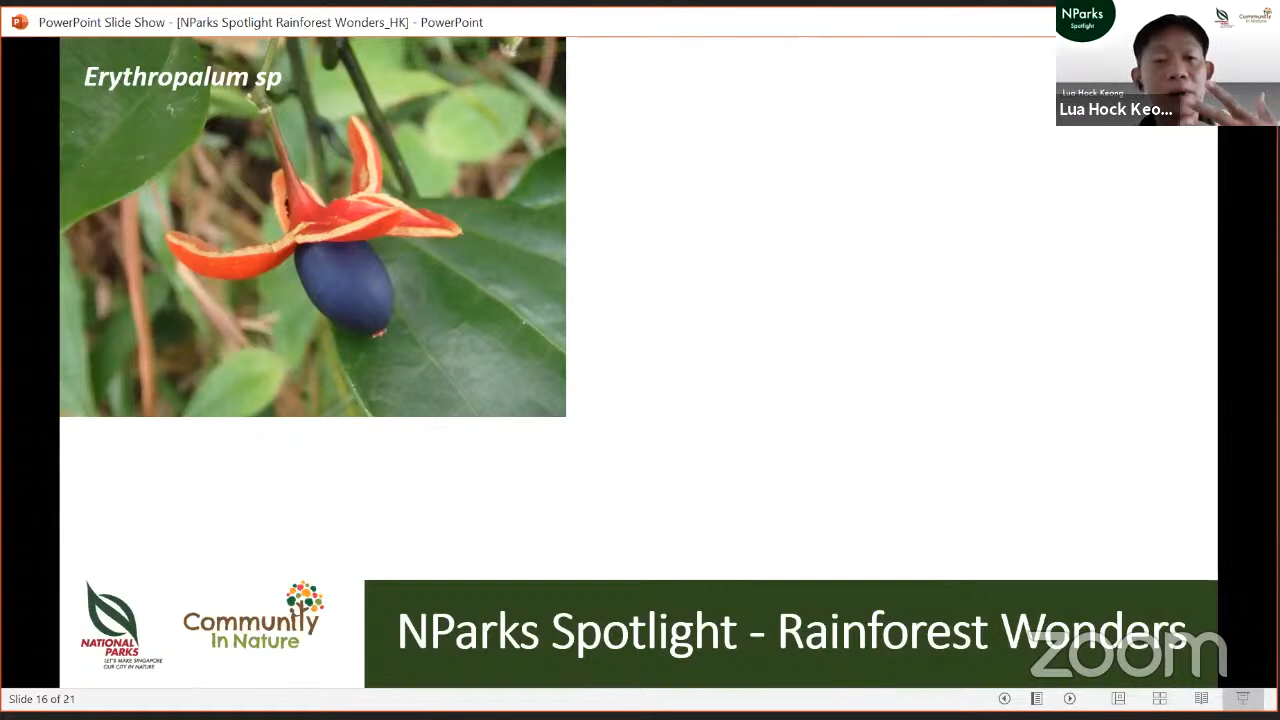 PowerPoint Slide Show - [NParks Spotlight Rainforest Wonders_HK] - PowerPoint
NParks
Spotlight
Community
in Nature
Lua Hock Keong
Lua Hock Keo...
Erythropalum sp
NATIONAL
PARKS
LET'S MAKE SINGAPORE
OUR CITY IN NATURE
Community
in Nature
NParks Spotlight - Rainforest Wonders
zoom
Slide 16 of 21